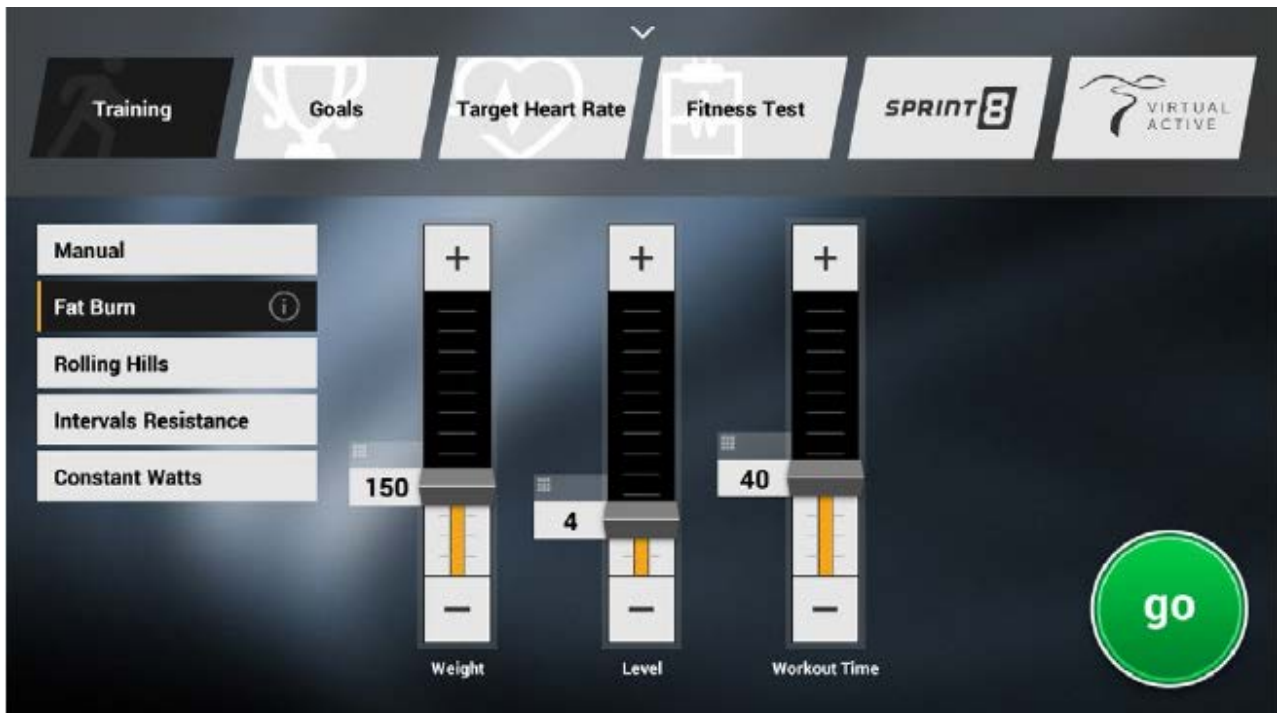 Training
Goals
Target Heart Rate
Fitness Test
SPRINT 8
VIRTUAL
ACTIVE
Manual
Fat Burn
Rolling Hills
Intervals Resistance
Constant Watts
+
+
+
150
4
40
−
−
−
Weight
Level
Workout Time
go